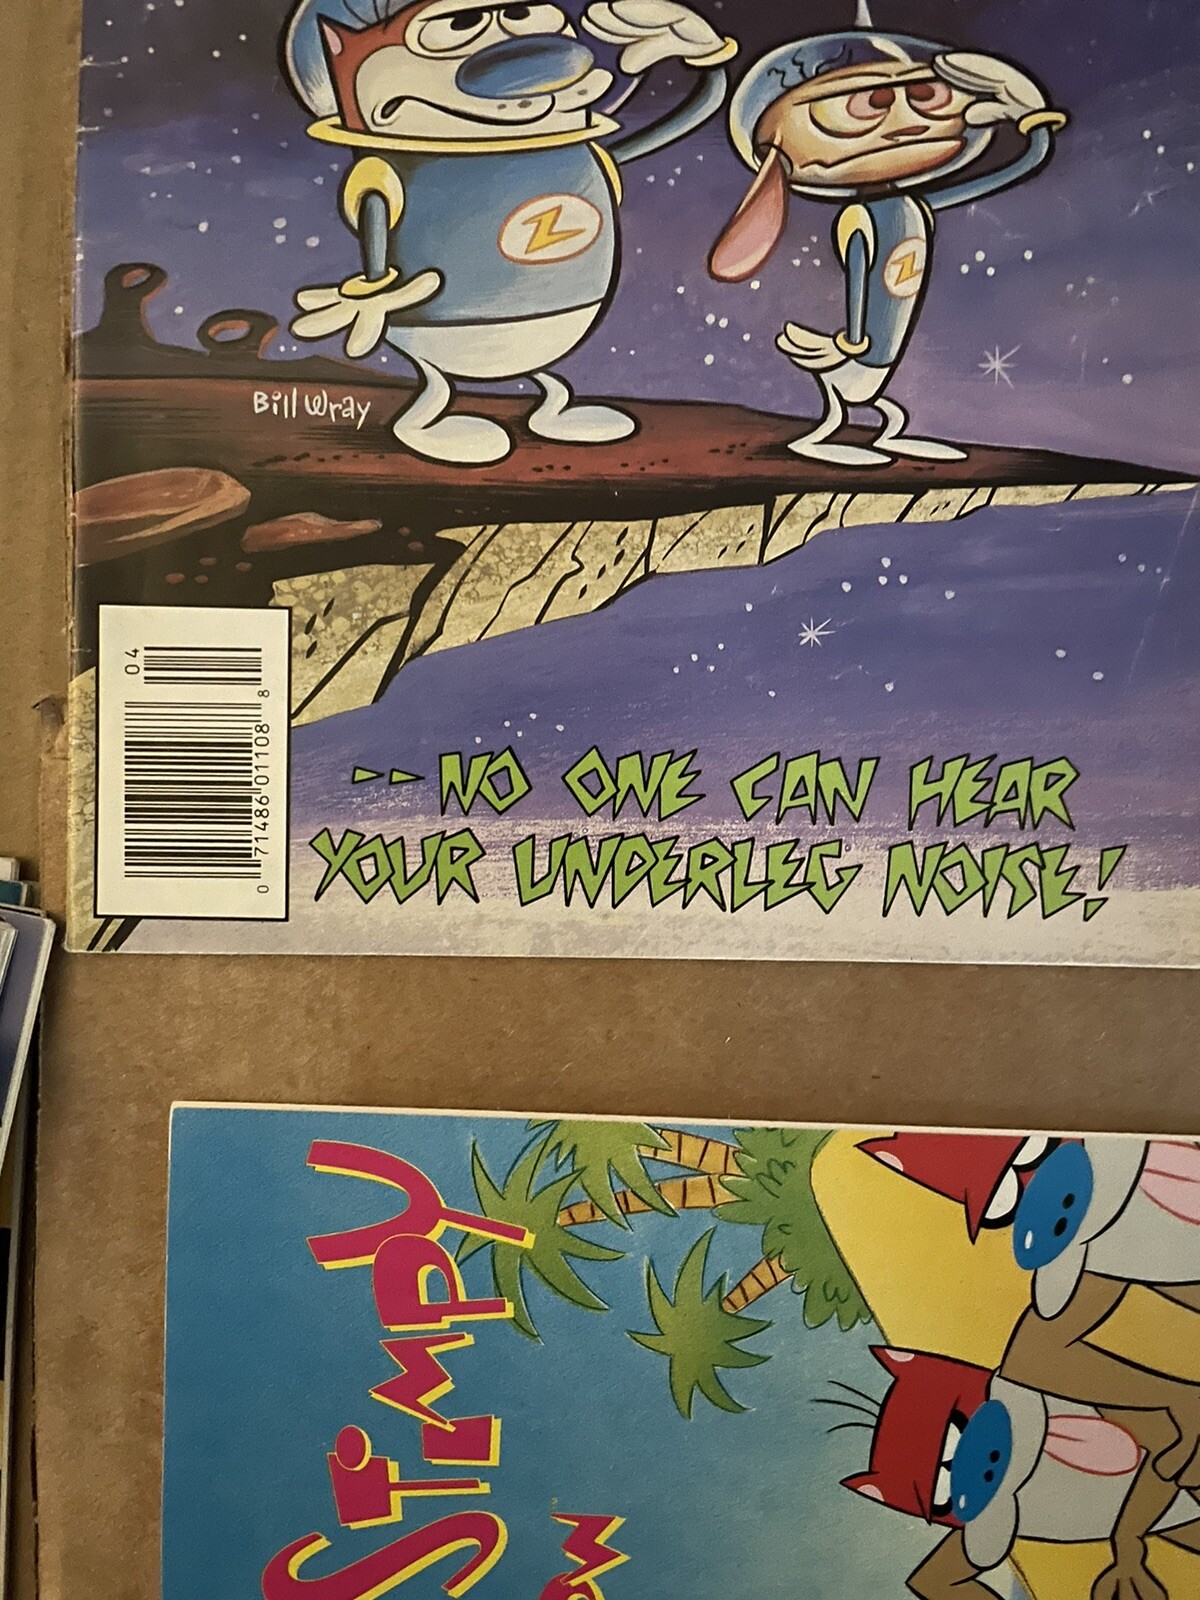 Z
Z
Bill Wray
04
0 71486 01108 8
-- NO ONE CAN HEAR
YOUR UNDERLEG NOISE!
STIMPY